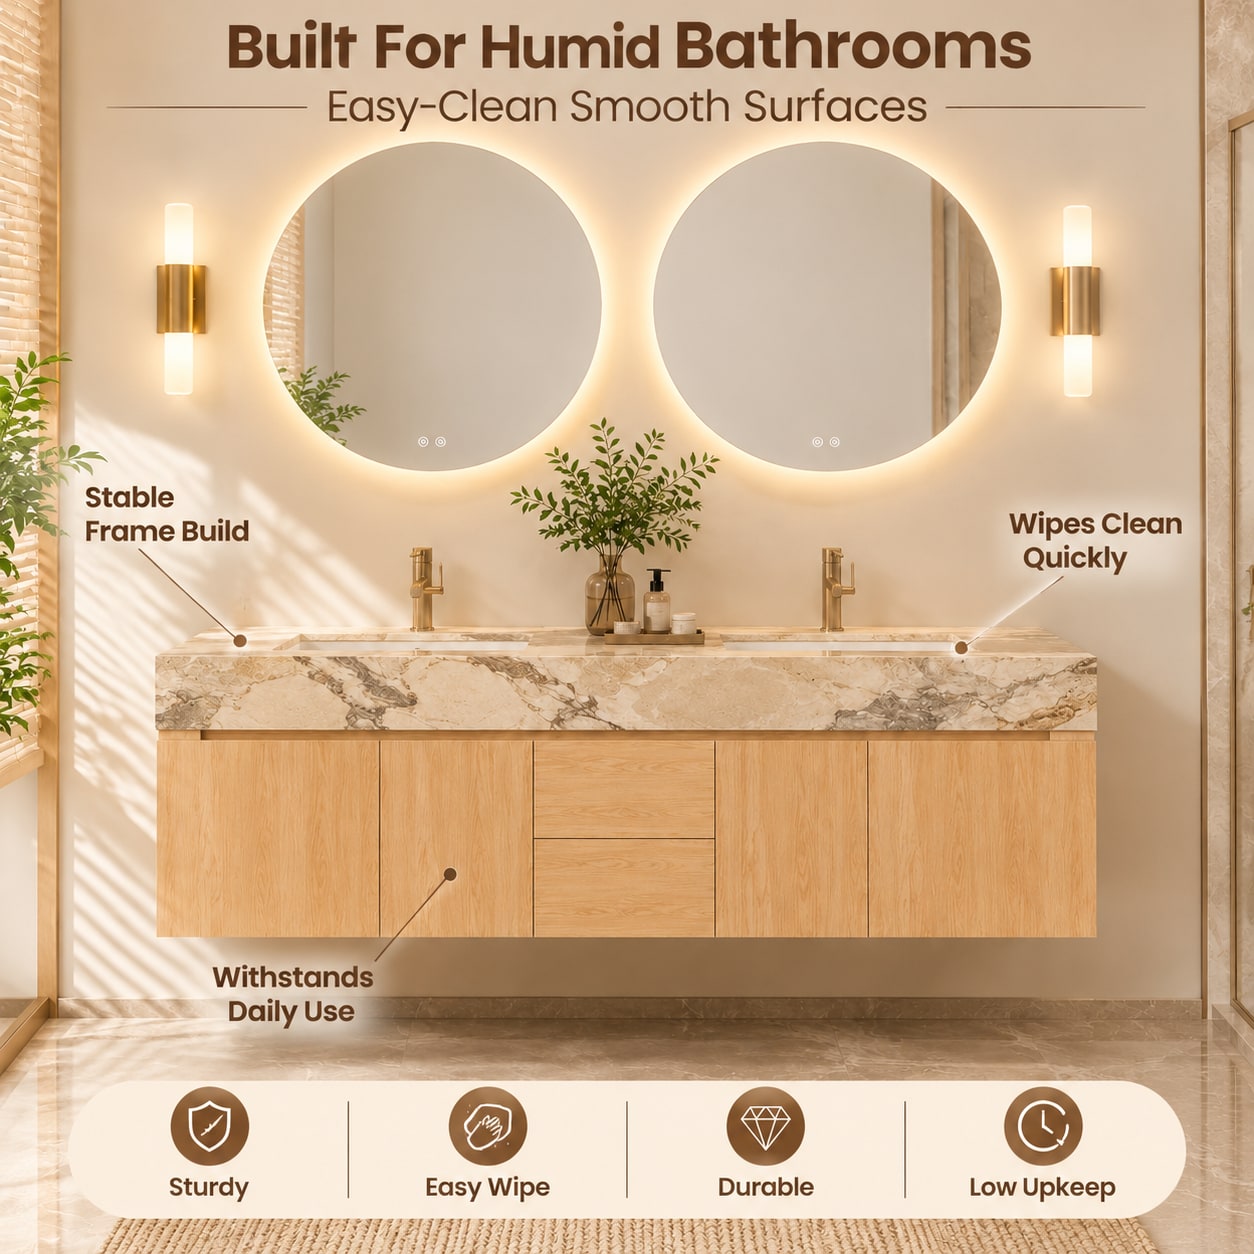 Built For Humid Bathrooms
Easy-Clean Smooth Surfaces
Stable
Frame Build
Wipes Clean
Quickly
Withstands
Daily Use
Sturdy
Easy Wipe
Durable
Low Upkeep